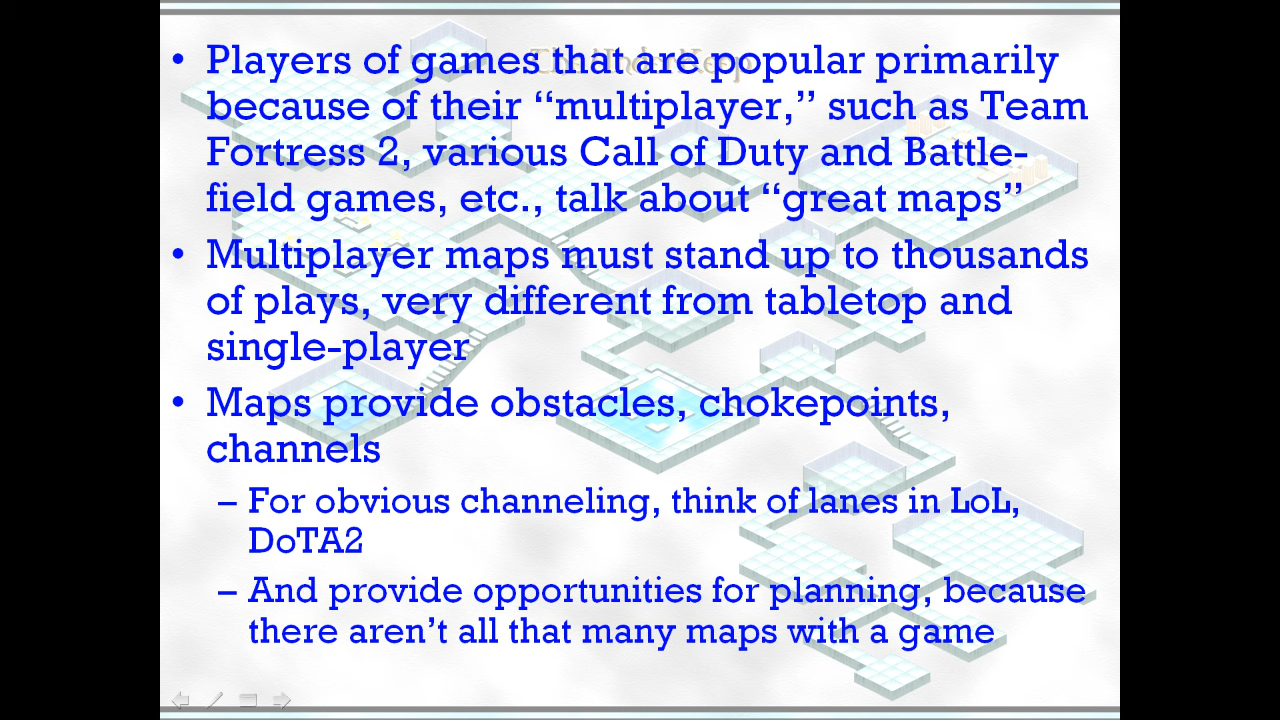 The UnderKeep
• Players of games that are popular primarily
because of their “multiplayer,” such as Team
Fortress 2, various Call of Duty and Battle-
field games, etc., talk about “great maps”
• Multiplayer maps must stand up to thousands
of plays, very different from tabletop and
single-player
• Maps provide obstacles, chokepoints,
channels
– For obvious channeling, think of lanes in LoL,
DoTA2
– And provide opportunities for planning, because
there aren’t all that many maps with a game